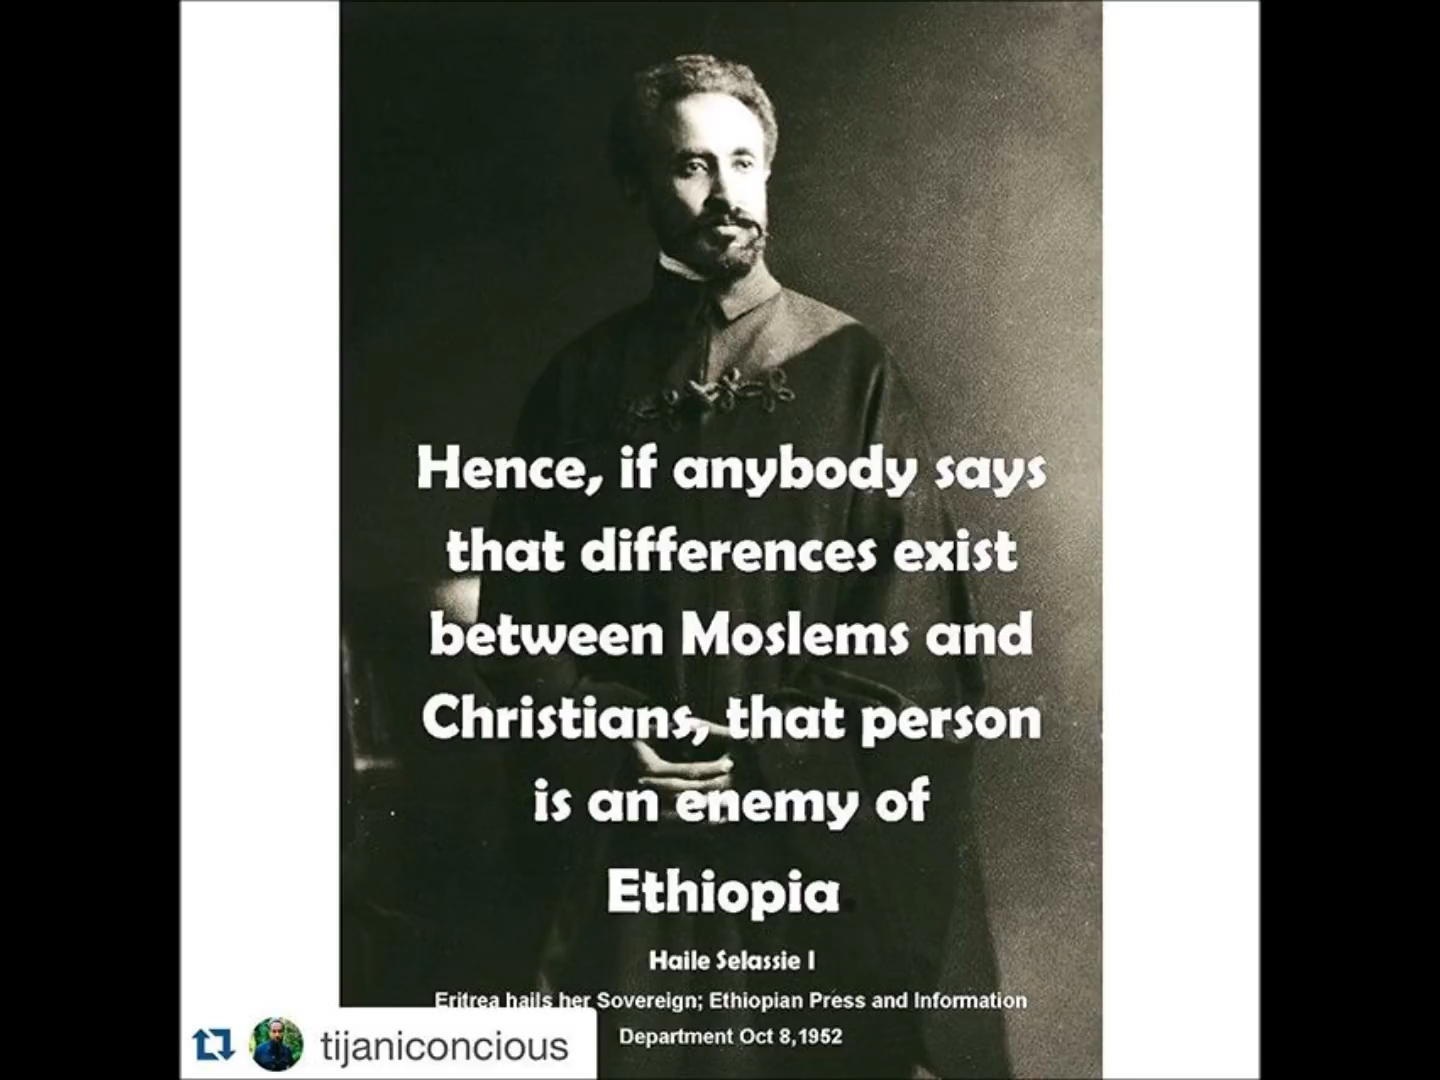 Hence, if anybody says
that differences exist
between Moslems and
Christians, that person
is an enemy of
Ethiopia
Haile Selassie I
Eritrea hails her Sovereign; Ethiopian Press and Information
Department Oct 8,1952
tijaniconcious